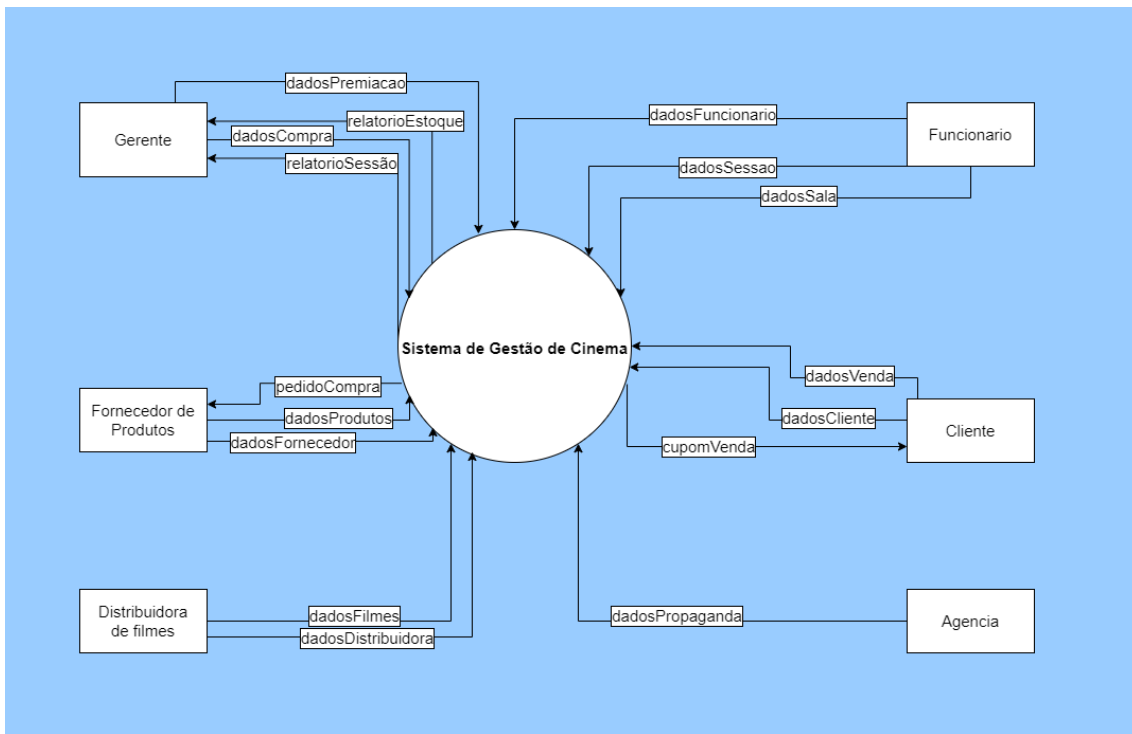 dadosPremiacao
relatorioEstoque
dadosCompra
relatorioSessão
Gerente
dadosFuncionario
dadosSessao
dadosSala
Funcionario
Sistema de Gestão de Cinema
pedidoCompra
dadosProdutos
dadosFornecedor
Fornecedor de
Produtos
dadosVenda
dadosCliente
cupomVenda
Cliente
dadosFilmes
dadosDistribuidora
Distribuidora
de filmes
dadosPropaganda
Agencia